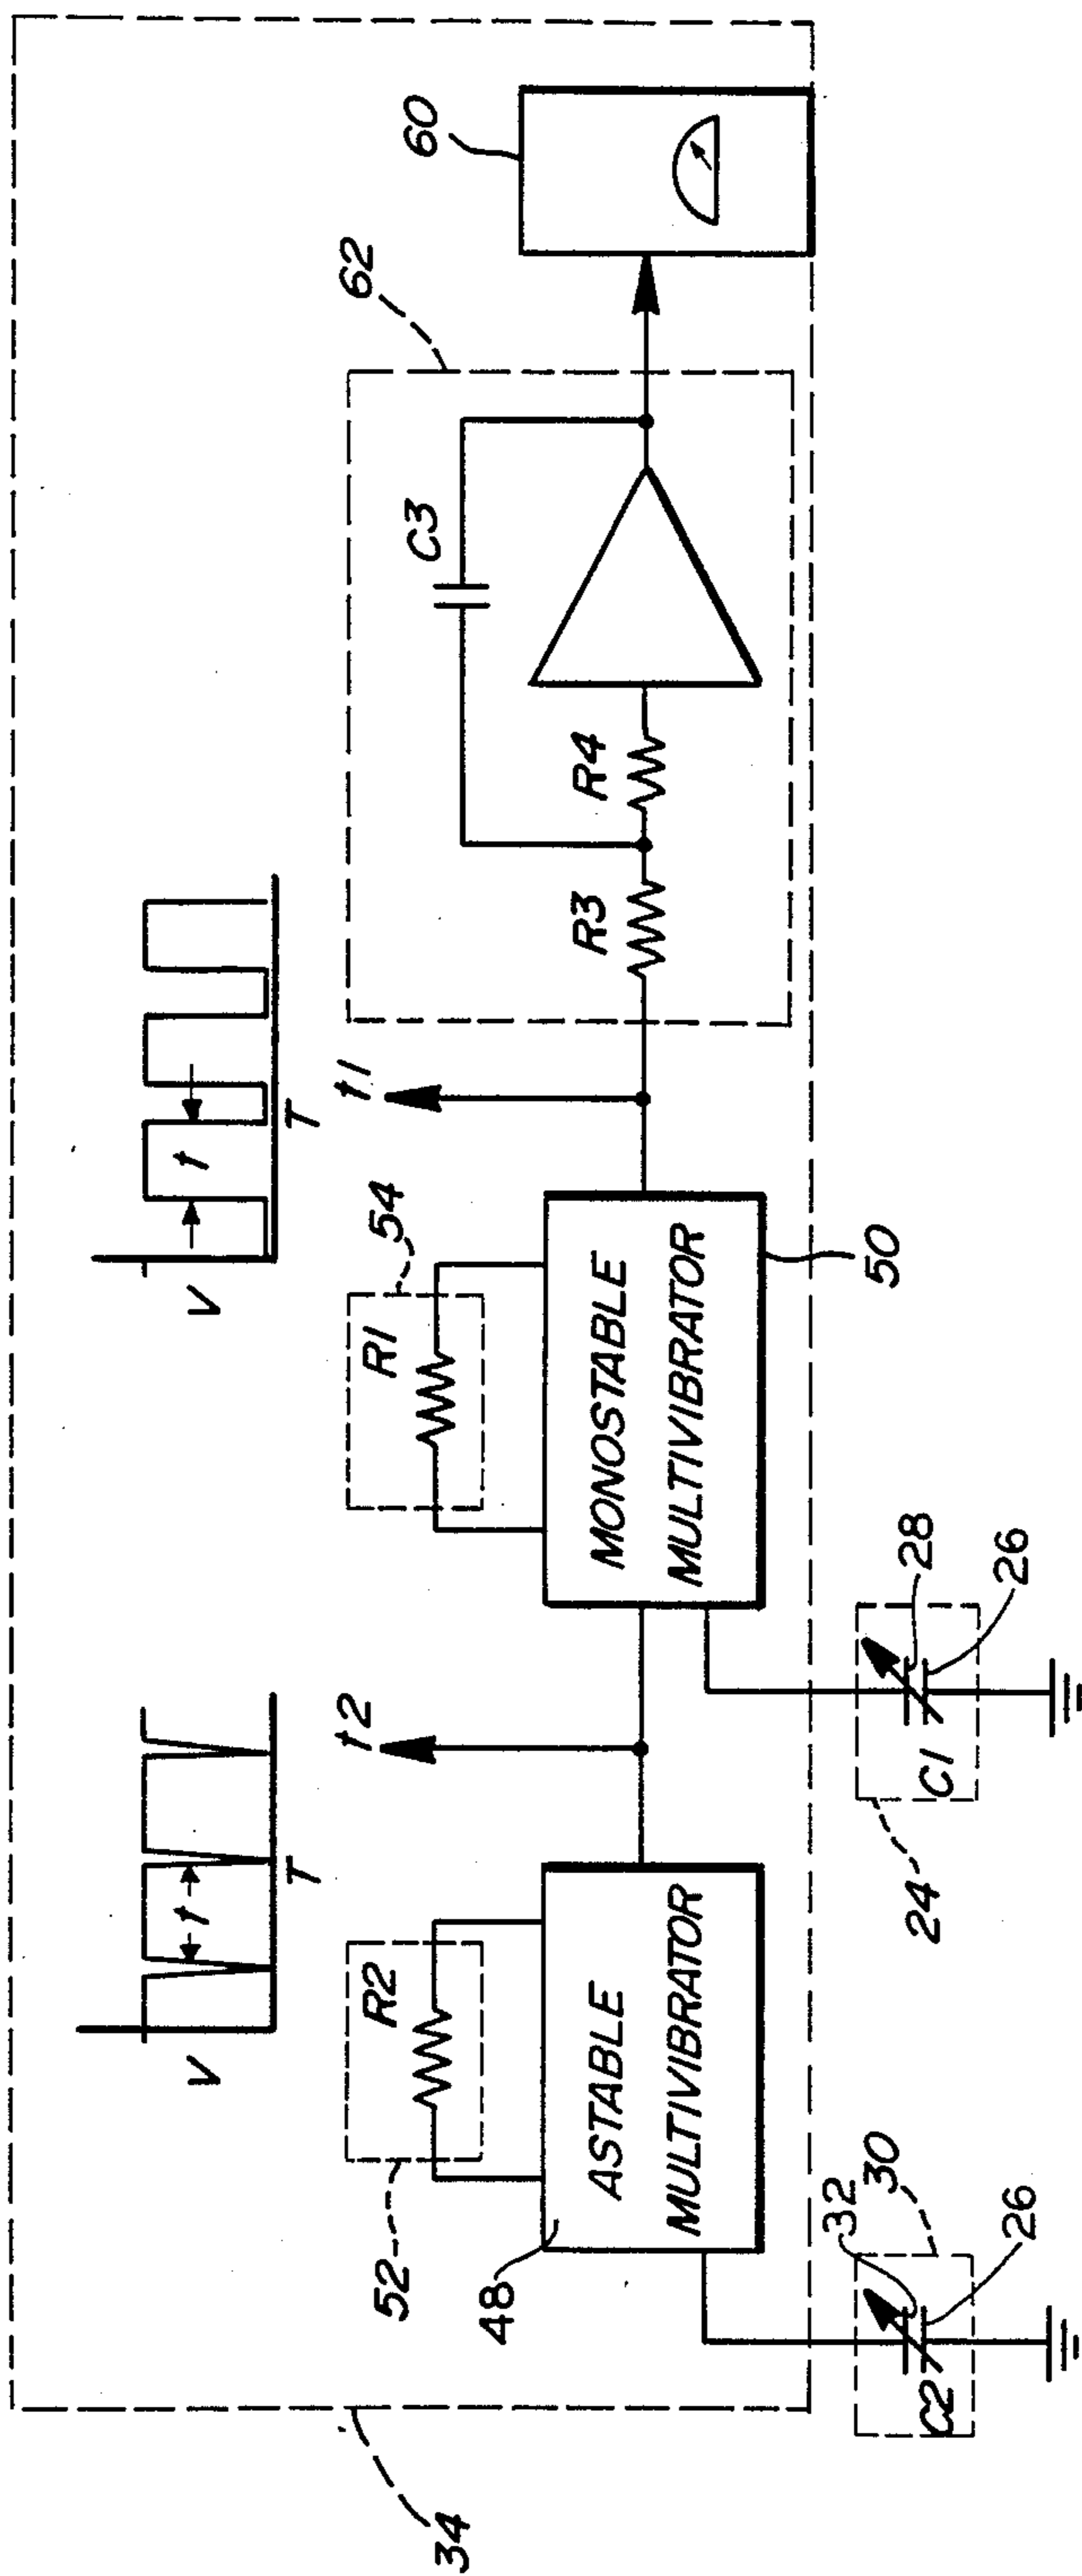 34
V
t
T
V
t
T
52
R2
t2
R1
54
t1
62
C3
R3
R4
60
48
ASTABLE
MULTIVIBRATOR
MONOSTABLE
MULTIVIBRATOR
50
32
30
C2
26
24
C1
28
26